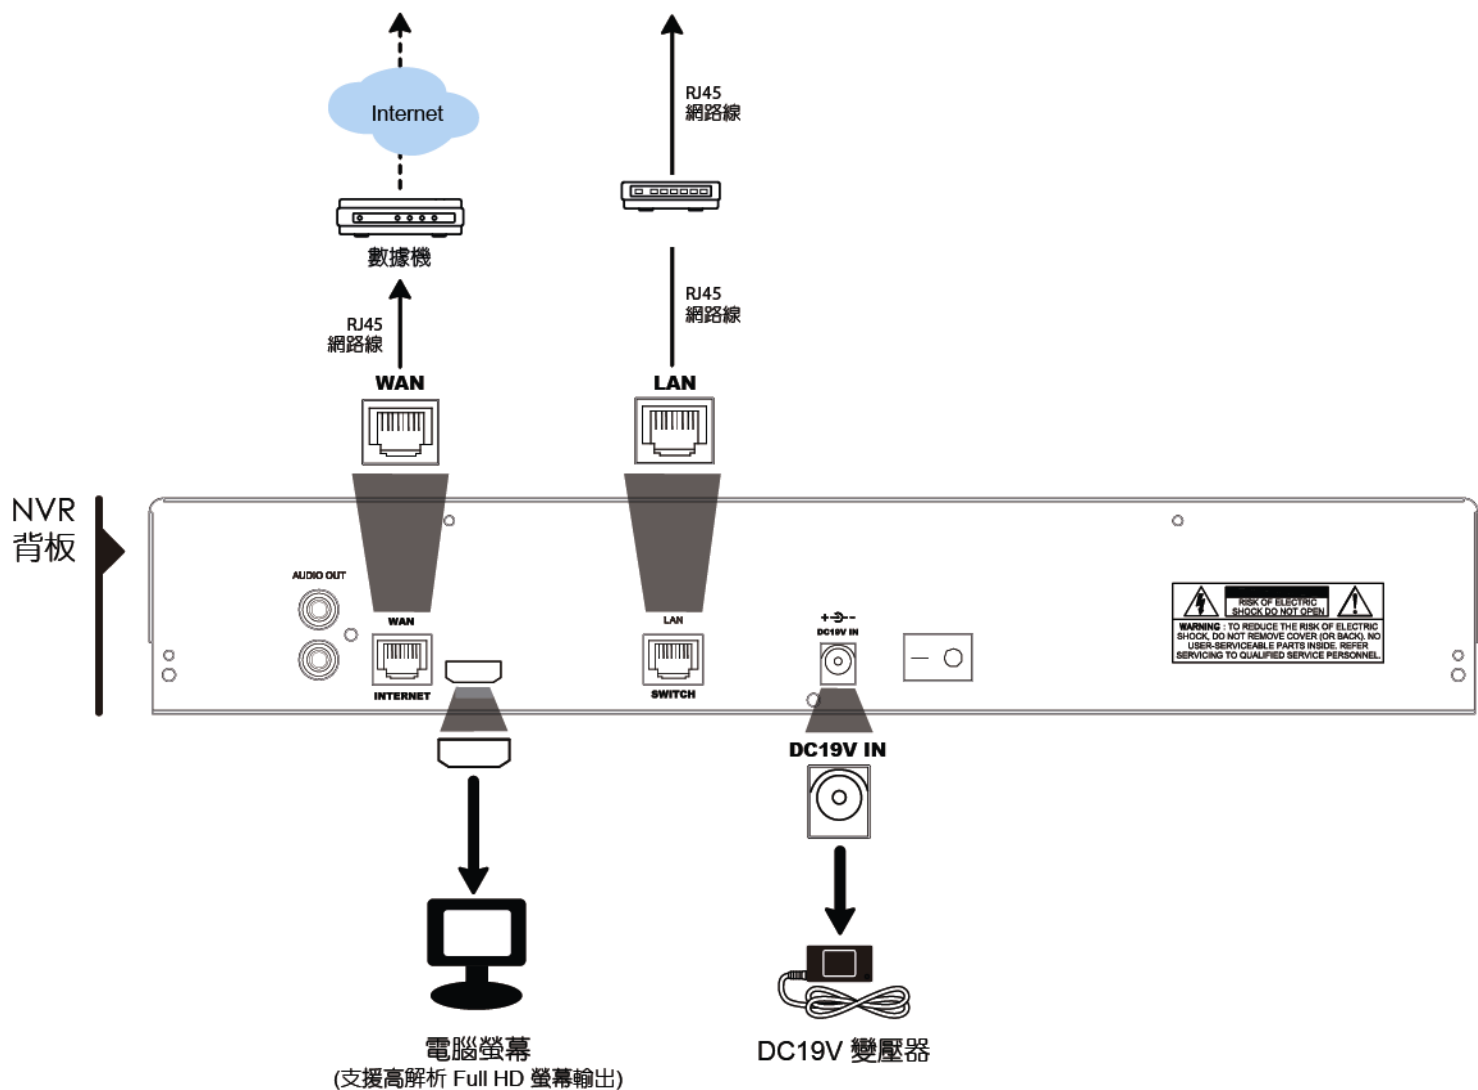 Internet
數據機
RJ45
網路線
WAN
RJ45
網路線
RJ45
網路線
LAN
NVR
背板
AUDIO OUT
WAN
INTERNET
LAN
SWITCH
DC19V IN
RISK OF ELECTRIC
SHOCK DO NOT OPEN
WARNING : TO REDUCE THE RISK OF ELECTRIC
SHOCK, DO NOT REMOVE COVER (OR BACK). NO
USER-SERVICEABLE PARTS INSIDE. REFER
SERVICING TO QUALIFIED SERVICE PERSONNEL.
DC19V IN
電腦螢幕
(支援高解析 Full HD 螢幕輸出)
DC19V 變壓器